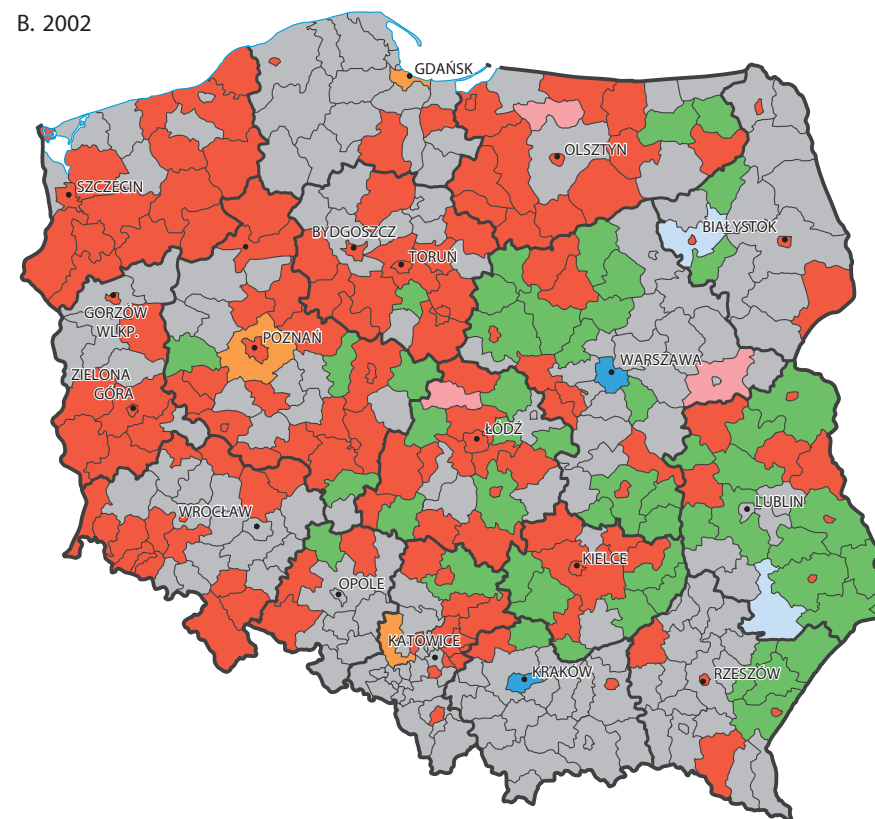 B. 2002
GDAŃSK
OLSZTYN
SZCZECIN
BIAŁYSTOK
BYDGOSZCZ
TORUŃ
GORZÓW
WLKP.
POZNAŃ
WARSZAWA
ZIELONA
GÓRA
ŁÓDŹ
LUBLIN
WROCŁAW
KIELCE
OPOLE
KATOWICE
KRAKÓW
RZESZÓW